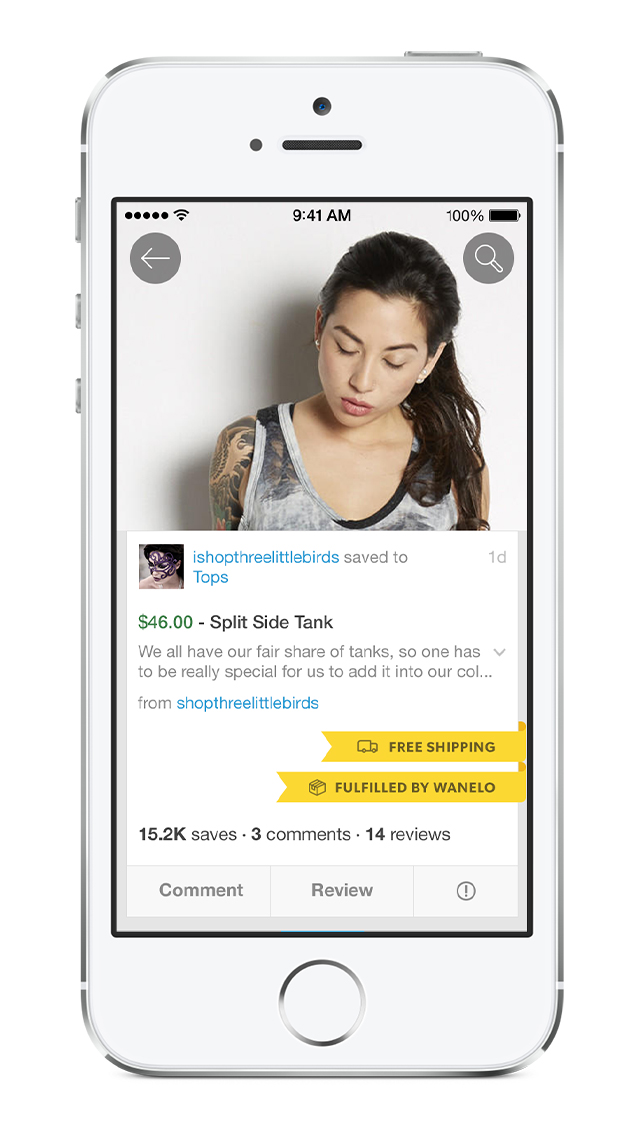 9:41 AM
100%
ishopthreelittlebirds saved to
1d
Tops
$46.00 - Split Side Tank
We all have our fair share of tanks, so one has
to be really special for us to add it into our col...
from shopthreelittlebirds
FREE SHIPPING
FULFILLED BY WANELO
15.2K saves · 3 comments · 14 reviews
Comment
Review